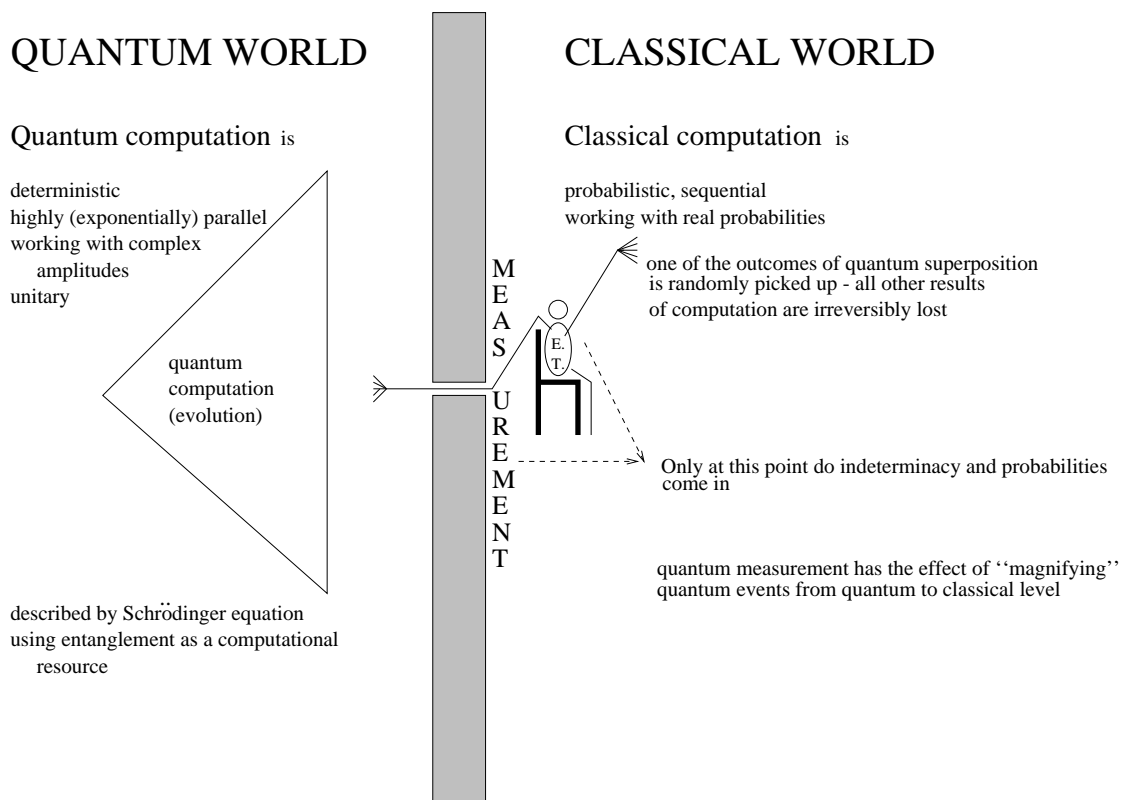 QUANTUM WORLD
Quantum computation is
deterministic
highly (exponentially) parallel
working with complex
amplitudes
unitary
quantum
computation
(evolution)
described by Schrödinger equation
using entanglement as a computational
resource
MEAS UREMENT
CLASSICAL WORLD
Classical computation is
probabilistic, sequential
working with real probabilities
one of the outcomes of quantum superposition
is randomly picked up - all other results
of computation are irreversibly lost
E.
T.
Only at this point do indeterminacy and probabilities
come in
quantum measurement has the effect of ‘‘magnifying’’
quantum events from quantum to classical level